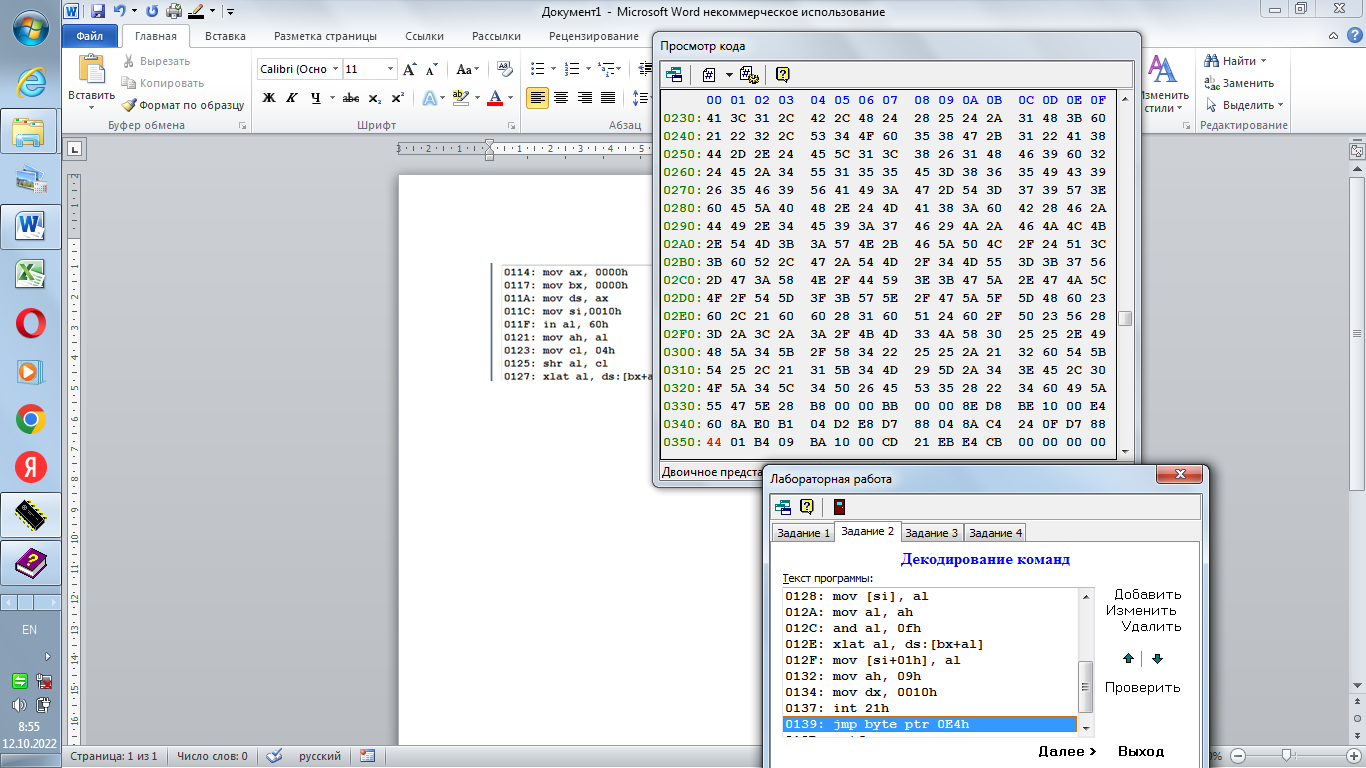 Документ1 - Microsoft Word некоммерческое использование
Файл Главная Вставка Разметка страницы Ссылки Рассылки Рецензирование
Вставить
Вырезать
Копировать
Формат по образцу
Буфер обмена
Calibri (Осно 11
Ж К Ч abc x₂ x²
Шрифт
Абзац
Изменить стили
Найти
Заменить
Выделить
Редактирование
3 2 1 1 2 3 4 5
0114: mov ax, 0000h
0117: mov bx, 0000h
011A: mov ds, ax
011C: mov si,0010h
011F: in al, 60h
0121: mov ah, al
0123: mov cl, 04h
0125: shr al, cl
0127: xlat al, ds:[bx+a
Просмотр кода
00 01 02 03 04 05 06 07 08 09 0A 0B 0C 0D 0E 0F
0230: 41 3C 31 2C 42 2C 48 24 28 25 24 2A 31 48 3B 60
0240: 21 22 32 2C 53 34 4F 60 35 38 47 2B 31 22 41 38
0250: 44 2D 2E 24 45 5C 31 3C 38 26 31 48 46 39 60 32
0260: 24 45 2A 34 55 31 35 35 45 3D 38 36 35 49 43 39
0270: 26 35 46 39 56 41 49 3A 47 2D 54 3D 37 39 57 3E
0280: 60 45 5A 40 48 2E 24 4D 41 38 3A 60 42 28 46 2A
0290: 44 49 2E 34 45 39 3A 37 46 29 4A 2A 46 4A 4C 4B
02A0: 2E 54 4D 3B 3A 57 4E 2B 46 5A 50 4C 2F 24 51 3C
02B0: 3B 60 52 2C 47 2A 54 4D 2F 34 4D 55 3D 3B 37 56
02C0: 2D 47 3A 58 4E 2F 44 59 3E 3B 47 5A 2E 47 4A 5C
02D0: 4F 2F 54 5D 3F 3B 57 5E 2F 47 5A 5F 5D 48 60 23
02E0: 60 2C 21 60 60 28 31 60 51 24 60 2F 50 23 56 28
02F0: 3D 2A 3C 2A 3A 2F 4B 4D 33 4A 58 30 25 25 2E 49
0300: 48 5A 34 5B 2F 58 34 22 25 25 2A 21 32 60 54 5B
0310: 54 25 2C 21 31 5B 34 4D 29 5D 2A 34 3E 45 2C 30
0320: 4F 5A 34 5C 34 50 26 45 53 35 28 22 34 60 49 5A
0330: 55 47 5E 28 B8 00 00 BB 00 00 8E D8 BE 10 00 E4
0340: 60 8A E0 B1 04 D2 E8 D7 88 04 8A C4 24 0F D7 88
0350: 44 01 B4 09 BA 10 00 CD 21 EB E4 CB 00 00 00 00
Двоичное предста
Лабораторная работа
Задание 1 Задание 2 Задание 3 Задание 4
Декодирование команд
Текст программы:
0128: mov [si], al
012A: mov al, ah
012C: and al, 0fh
012E: xlat al, ds:[bx+al]
012F: mov [si+01h], al
0132: mov ah, 09h
0134: mov dx, 0010h
0137: int 21h
0139: jmp byte ptr 0E4h
Добавить
Изменить
Удалить
Проверить
Далее > Выход
EN
8:55
12.10.2022
Страница: 1 из 1 Число слов: 0 русский